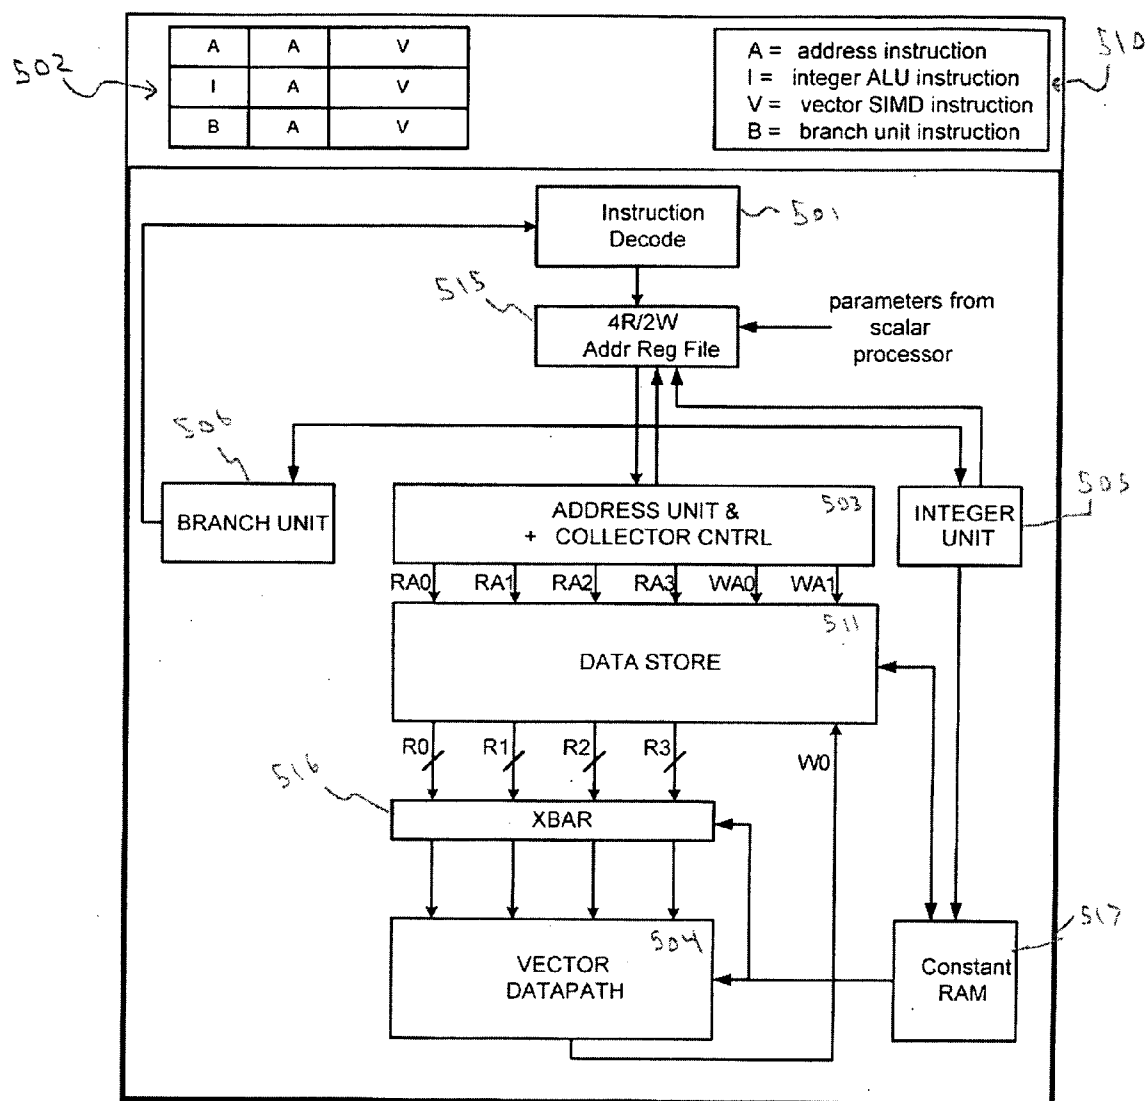 502
A A V
I A V
B A V
A = address instruction
I = integer ALU instruction
V = vector SIMD instruction
B = branch unit instruction
510
Instruction
Decode
501
515
4R/2W
Addr Reg File
parameters from
scalar
processor
506
BRANCH UNIT
ADDRESS UNIT &
+ COLLECTOR CNTRL
503
INTEGER
UNIT
505
RA0 RA1 RA2 RA3 WA0 WA1
511
DATA STORE
R0 R1 R2 R3 W0
516
XBAR
504
VECTOR
DATAPATH
517
Constant
RAM